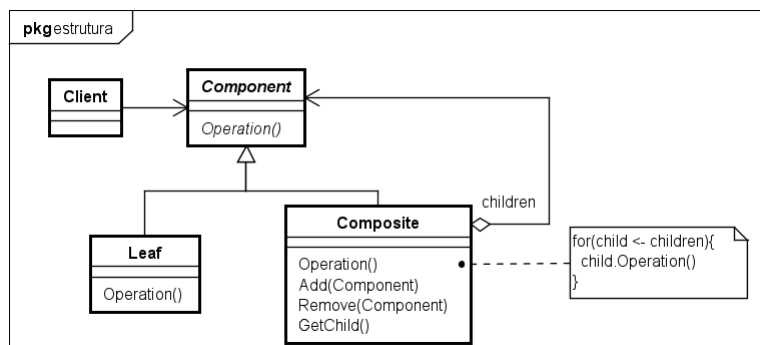 pkg estrutura
Client
Component
Operation()
children
Leaf
Operation()
Composite
Operation()
Add(Component)
Remove(Component)
GetChild()
for(child <- children){
child.Operation()
}